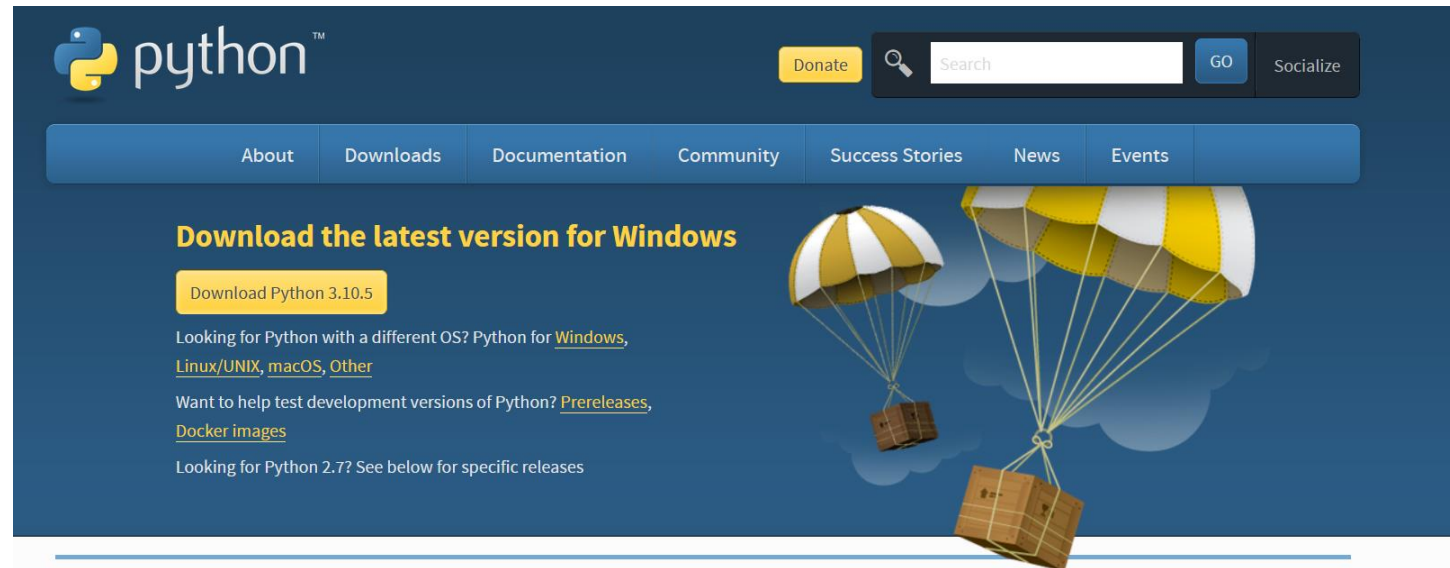 python™
Donate
Search
GO
Socialize
About
Downloads
Documentation
Community
Success Stories
News
Events
Download the latest version for Windows
Download Python 3.10.5
Looking for Python with a different OS? Python for Windows,
Linux/UNIX, macOS, Other
Want to help test development versions of Python? Prereleases,
Docker images
Looking for Python 2.7? See below for specific releases